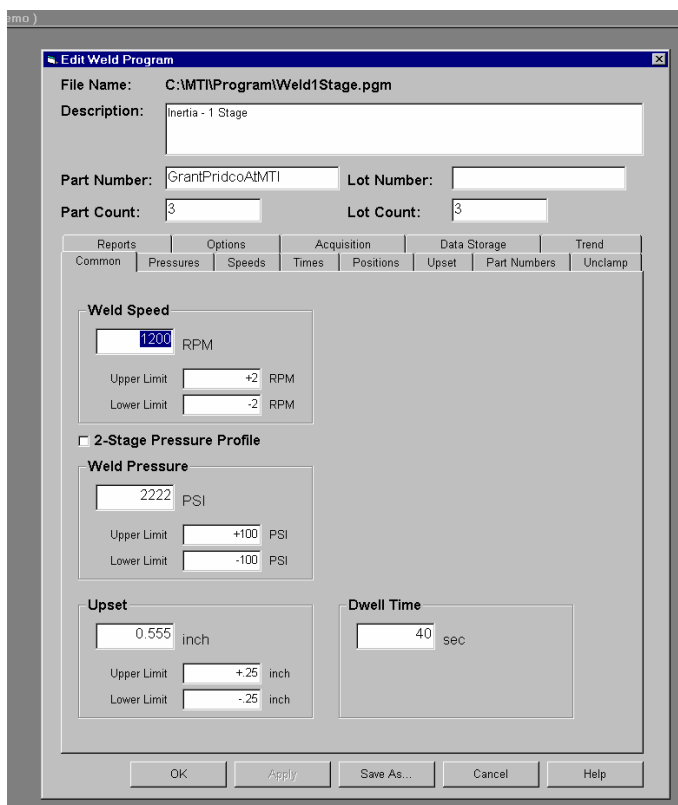 emo )
Edit Weld Program
File Name: C:\MTI\Program\Weld1Stage.pgm
Description: Inertia - 1 Stage
Part Number: GrantPridcoAtMTI Lot Number:
Part Count: 3 Lot Count: 3
Reports Options Acquisition Data Storage Trend
Common Pressures Speeds Times Positions Upset Part Numbers Unclamp
Weld Speed
1200 RPM
Upper Limit +2 RPM
Lower Limit -2 RPM
2-Stage Pressure Profile
Weld Pressure
2222 PSI
Upper Limit +100 PSI
Lower Limit -100 PSI
Upset Dwell Time
0.555 inch 40 sec
Upper Limit +.25 inch
Lower Limit -.25 inch
OK Apply Save As... Cancel Help